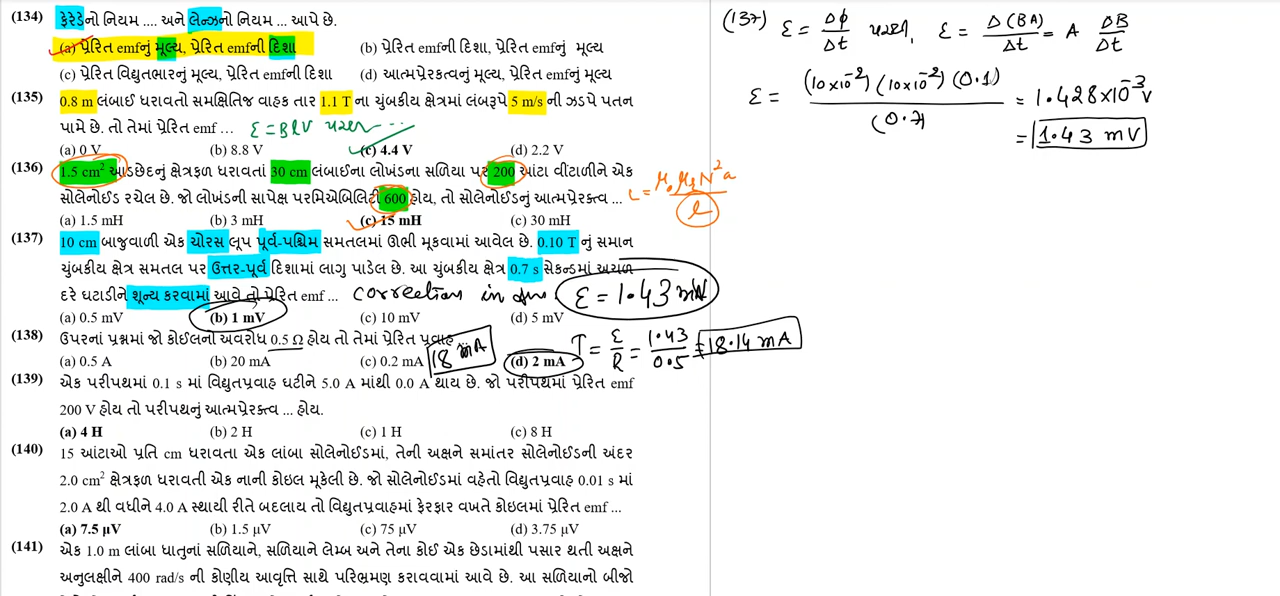 (134) ફેરેડેનો નિયમ .... અને લેન્ઝનો નિયમ ... આપે છે.
(a) પ્રેરિત emfનું મૂલ્ય, પ્રેરિત emfની દિશા (b) પ્રેરિત emfની દિશા, પ્રેરિત emfનું મૂલ્ય
(c) પ્રેરિત વિદ્યુતભારનું મૂલ્ય, પ્રેરિત emfની દિશા (d) આત્મપ્રેરકત્વનું મૂલ્ય, પ્રેરિત emfનું મૂલ્ય
(135) 0.8 m લંબાઈ ધરાવતો સમક્ષિતિજ વાહક તાર 1.1 T ના ચુંબકીય ક્ષેત્રમાં લંબરૂપે 5 m/s ની ઝડપે પતન
પામે છે. તો તેમાં પ્રેરિત emf ... ε = Blv પરથી ...
(a) 0 V (b) 8.8 V (c) 4.4 V (d) 2.2 V
(136) 1.5 cm² આડછેદનું ક્ષેત્રફળ ધરાવતાં 30 cm લંબાઈના લોખંડના સળિયા પર 200 આંટા વીંટાળીને એક
સોલેનોઈડ રચેલ છે. જો લોખંડની સાપેક્ષ પરમિએબિલિટી 600 હોય, તો સોલેનોઈડનું આત્મપ્રેરક્ત્વ ... L = μ₀μᵣN²a / l
(a) 1.5 mH (b) 3 mH (c) 15 mH (c) 30 mH
(137) 10 cm બાજુવાળી એક ચોરસ લૂપ પૂર્વ-પશ્ચિમ સમતલમાં ઊભી મૂકવામાં આવેલ છે. 0.10 T નું સમાન
ચુંબકીય ક્ષેત્ર સમતલ પર ઉત્તર-પૂર્વ દિશામાં લાગુ પાડેલ છે. આ ચુંબકીય ક્ષેત્ર 0.7 s સેકન્ડમાં અચળ
દરે ઘટાડીને શૂન્ય કરવામાં આવે તો પ્રેરિત emf ... correction in ans. ε = 1.43 mV
(a) 0.5 mV (b) 1 mV (c) 10 mV (d) 5 mV
(138) ઉપરનાં પ્રશ્નમાં જો કોઈલનો અવરોધ 0.5 Ω હોય તો તેમાં પ્રેરિત પ્રવાહ 18 mA I = ε/R = 1.43/0.5 = 18.14 mA
(a) 0.5 A (b) 20 mA (c) 0.2 mA (d) 2 mA
(139) એક પરીપથમાં 0.1 s માં વિદ્યુતપ્રવાહ ઘટીને 5.0 A માંથી 0.0 A થાય છે. જો પરીપથમાં પ્રેરિત emf
200 V હોય તો પરીપથનું આત્મપ્રેરક્ત્વ ... હોય.
(a) 4 H (b) 2 H (c) 1 H (c) 8 H
(140) 15 આંટાઓ પ્રતિ cm ધરાવતા એક લાંબા સોલેનોઈડમાં, તેની અક્ષને સમાંતર સોલેનોઈડની અંદર
2.0 cm² ક્ષેત્રફળ ધરાવતી એક નાની કોઇલ મૂકેલી છે. જો સોલેનોઈડમાં વહેતો વિદ્યુતપ્રવાહ 0.01 s માં
2.0 A થી વધીને 4.0 A સ્થાયી રીતે બદલાય તો વિદ્યુતપ્રવાહમાં ફેરફાર વખતે કોઇલમાં પ્રેરિત emf ...
(a) 7.5 μV (b) 1.5 μV (c) 75 μV (d) 3.75 μV
(141) એક 1.0 m લાંબા ધાતુનાં સળિયાને, સળિયાને લંબ અને તેના કોઈ એક છેડામાંથી પસાર થતી અક્ષને
અનુલક્ષીને 400 rad/s ની કોણીય આવૃત્તિ સાથે પરિભ્રમણ કરાવવામાં આવે છે. આ સળિયાનો બીજો
(137) ε = Δφ/Δt પરથી, ε = Δ(BA)/Δt = A ΔB/Δt
ε = (10×10⁻²)(10×10⁻²)(0.1) / (0.7) = 1.428×10⁻³ V
= 1.43 mV